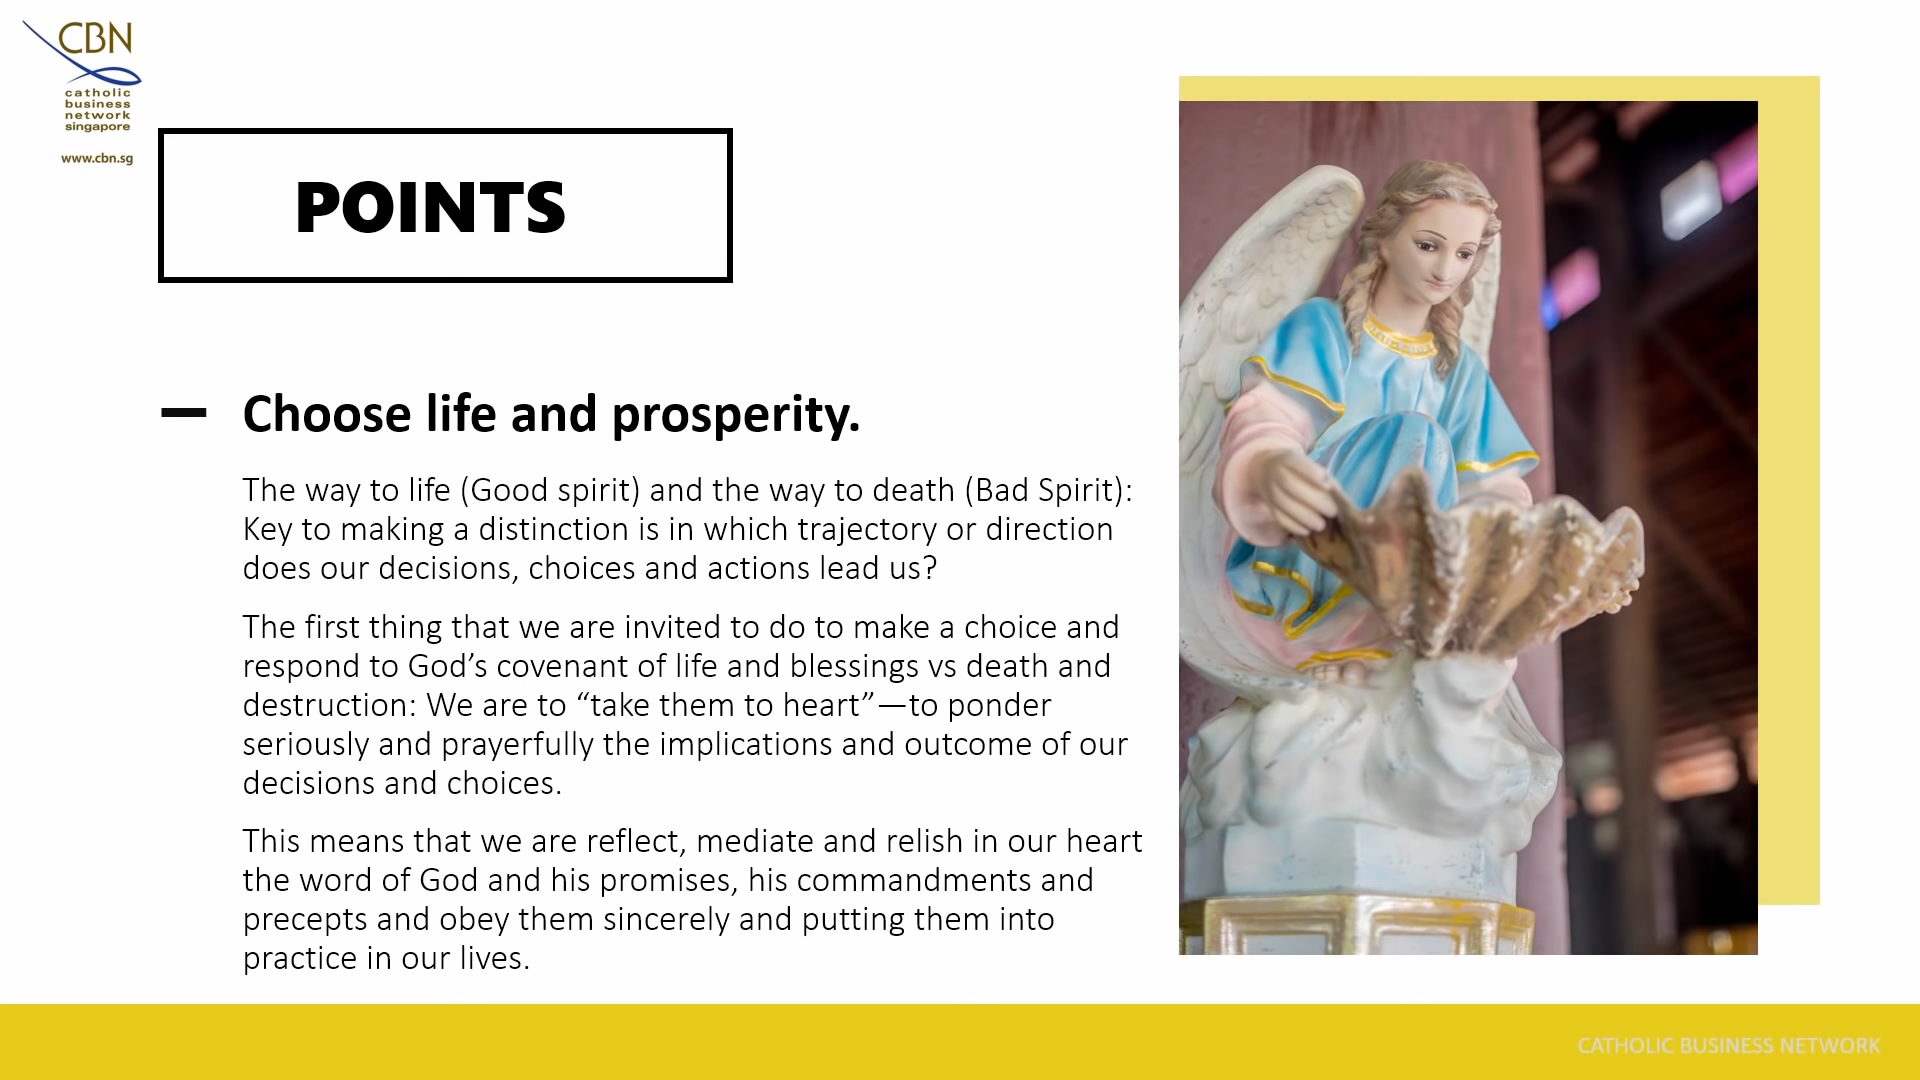 CBN
catholic
business
network
singapore
www.cbn.sg
POINTS
— Choose life and prosperity.
The way to life (Good spirit) and the way to death (Bad Spirit):
Key to making a distinction is in which trajectory or direction
does our decisions, choices and actions lead us?
The first thing that we are invited to do to make a choice and
respond to God’s covenant of life and blessings vs death and
destruction: We are to “take them to heart”—to ponder
seriously and prayerfully the implications and outcome of our
decisions and choices.
This means that we are reflect, mediate and relish in our heart
the word of God and his promises, his commandments and
precepts and obey them sincerely and putting them into
practice in our lives.
CATHOLIC BUSINESS NETWORK